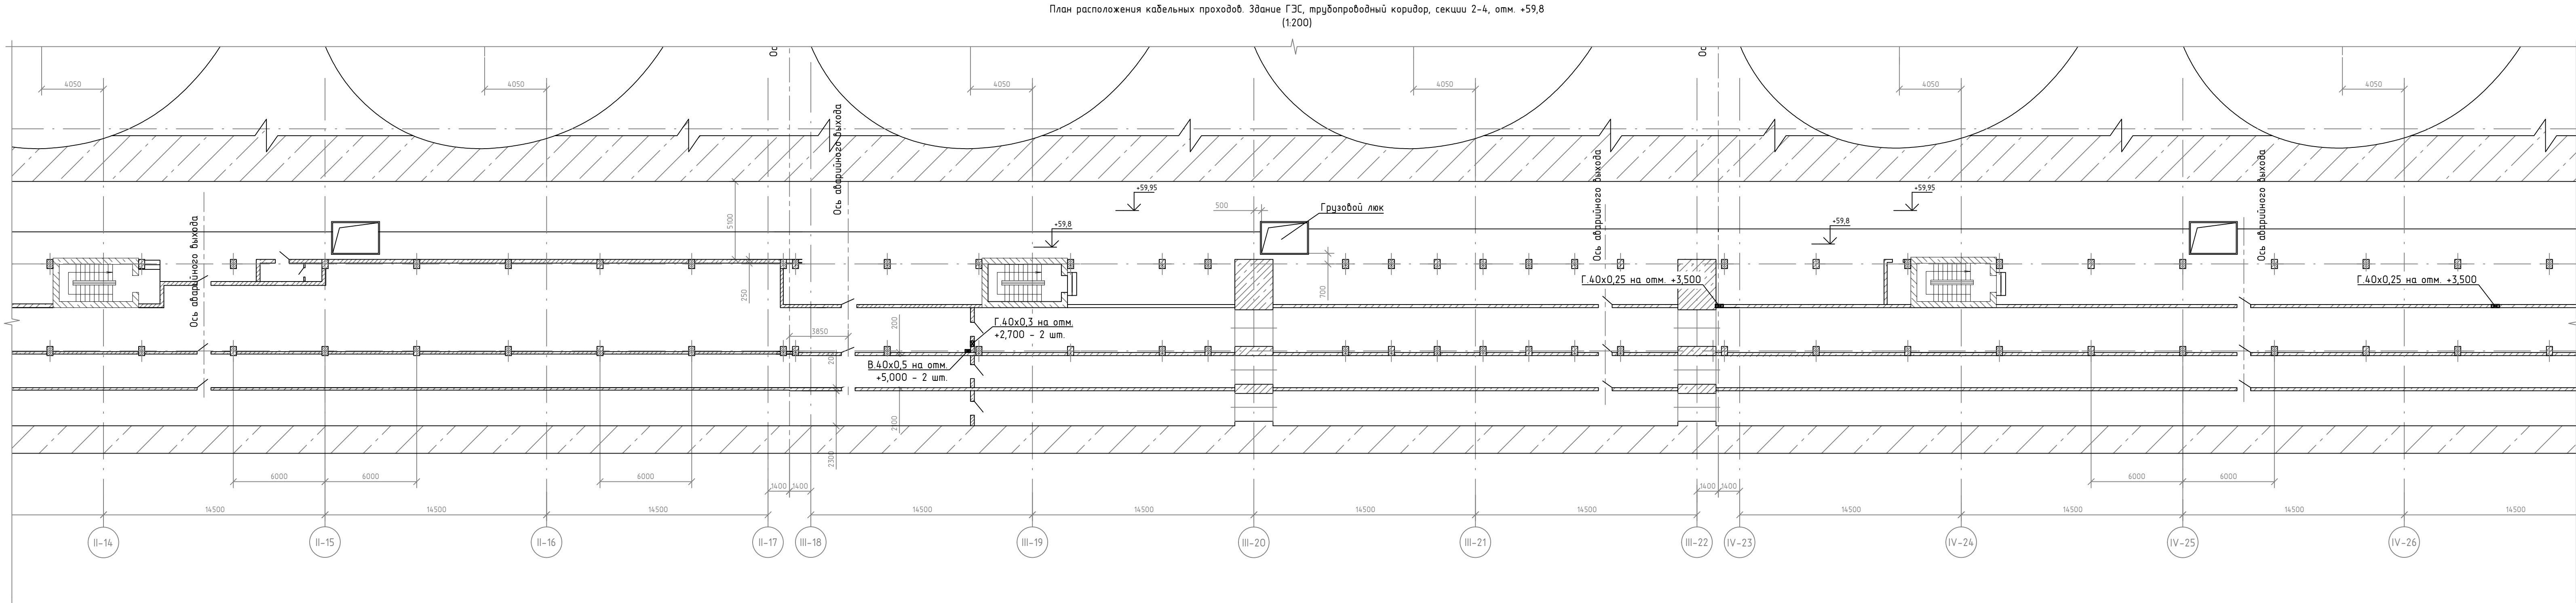 План расположения кабельных проходов. Здание ГЭС, трубопроводный коридор, секции 2-4, отм. +59,8
(1:200)
Ос
Ос
4050
4050
4050
4050
4050
4050
Ось аварийного выхода
Ось аварийного выхода
Ось аварийного выхода
Ось аварийного выхода
+59,95
+59,95
5100
500
Грузовой люк
+59,8
+59,8
250
700
Г.40х0,25 на отм. +3,500
Г.40х0,25 на отм. +3,500
3850
200
Г.40х0,3 на отм.
+2,700 - 2 шт.
В.40х0,5 на отм.
+5,000 - 2 шт.
2300
6000
6000
6000
6000
6000
1400
1400
1400
1400
14500
14500
14500
14500
14500
14500
14500
14500
14500
14500
14500
II-14
II-15
II-16
II-17
III-18
III-19
III-20
III-21
III-22
IV-23
IV-24
IV-25
IV-26